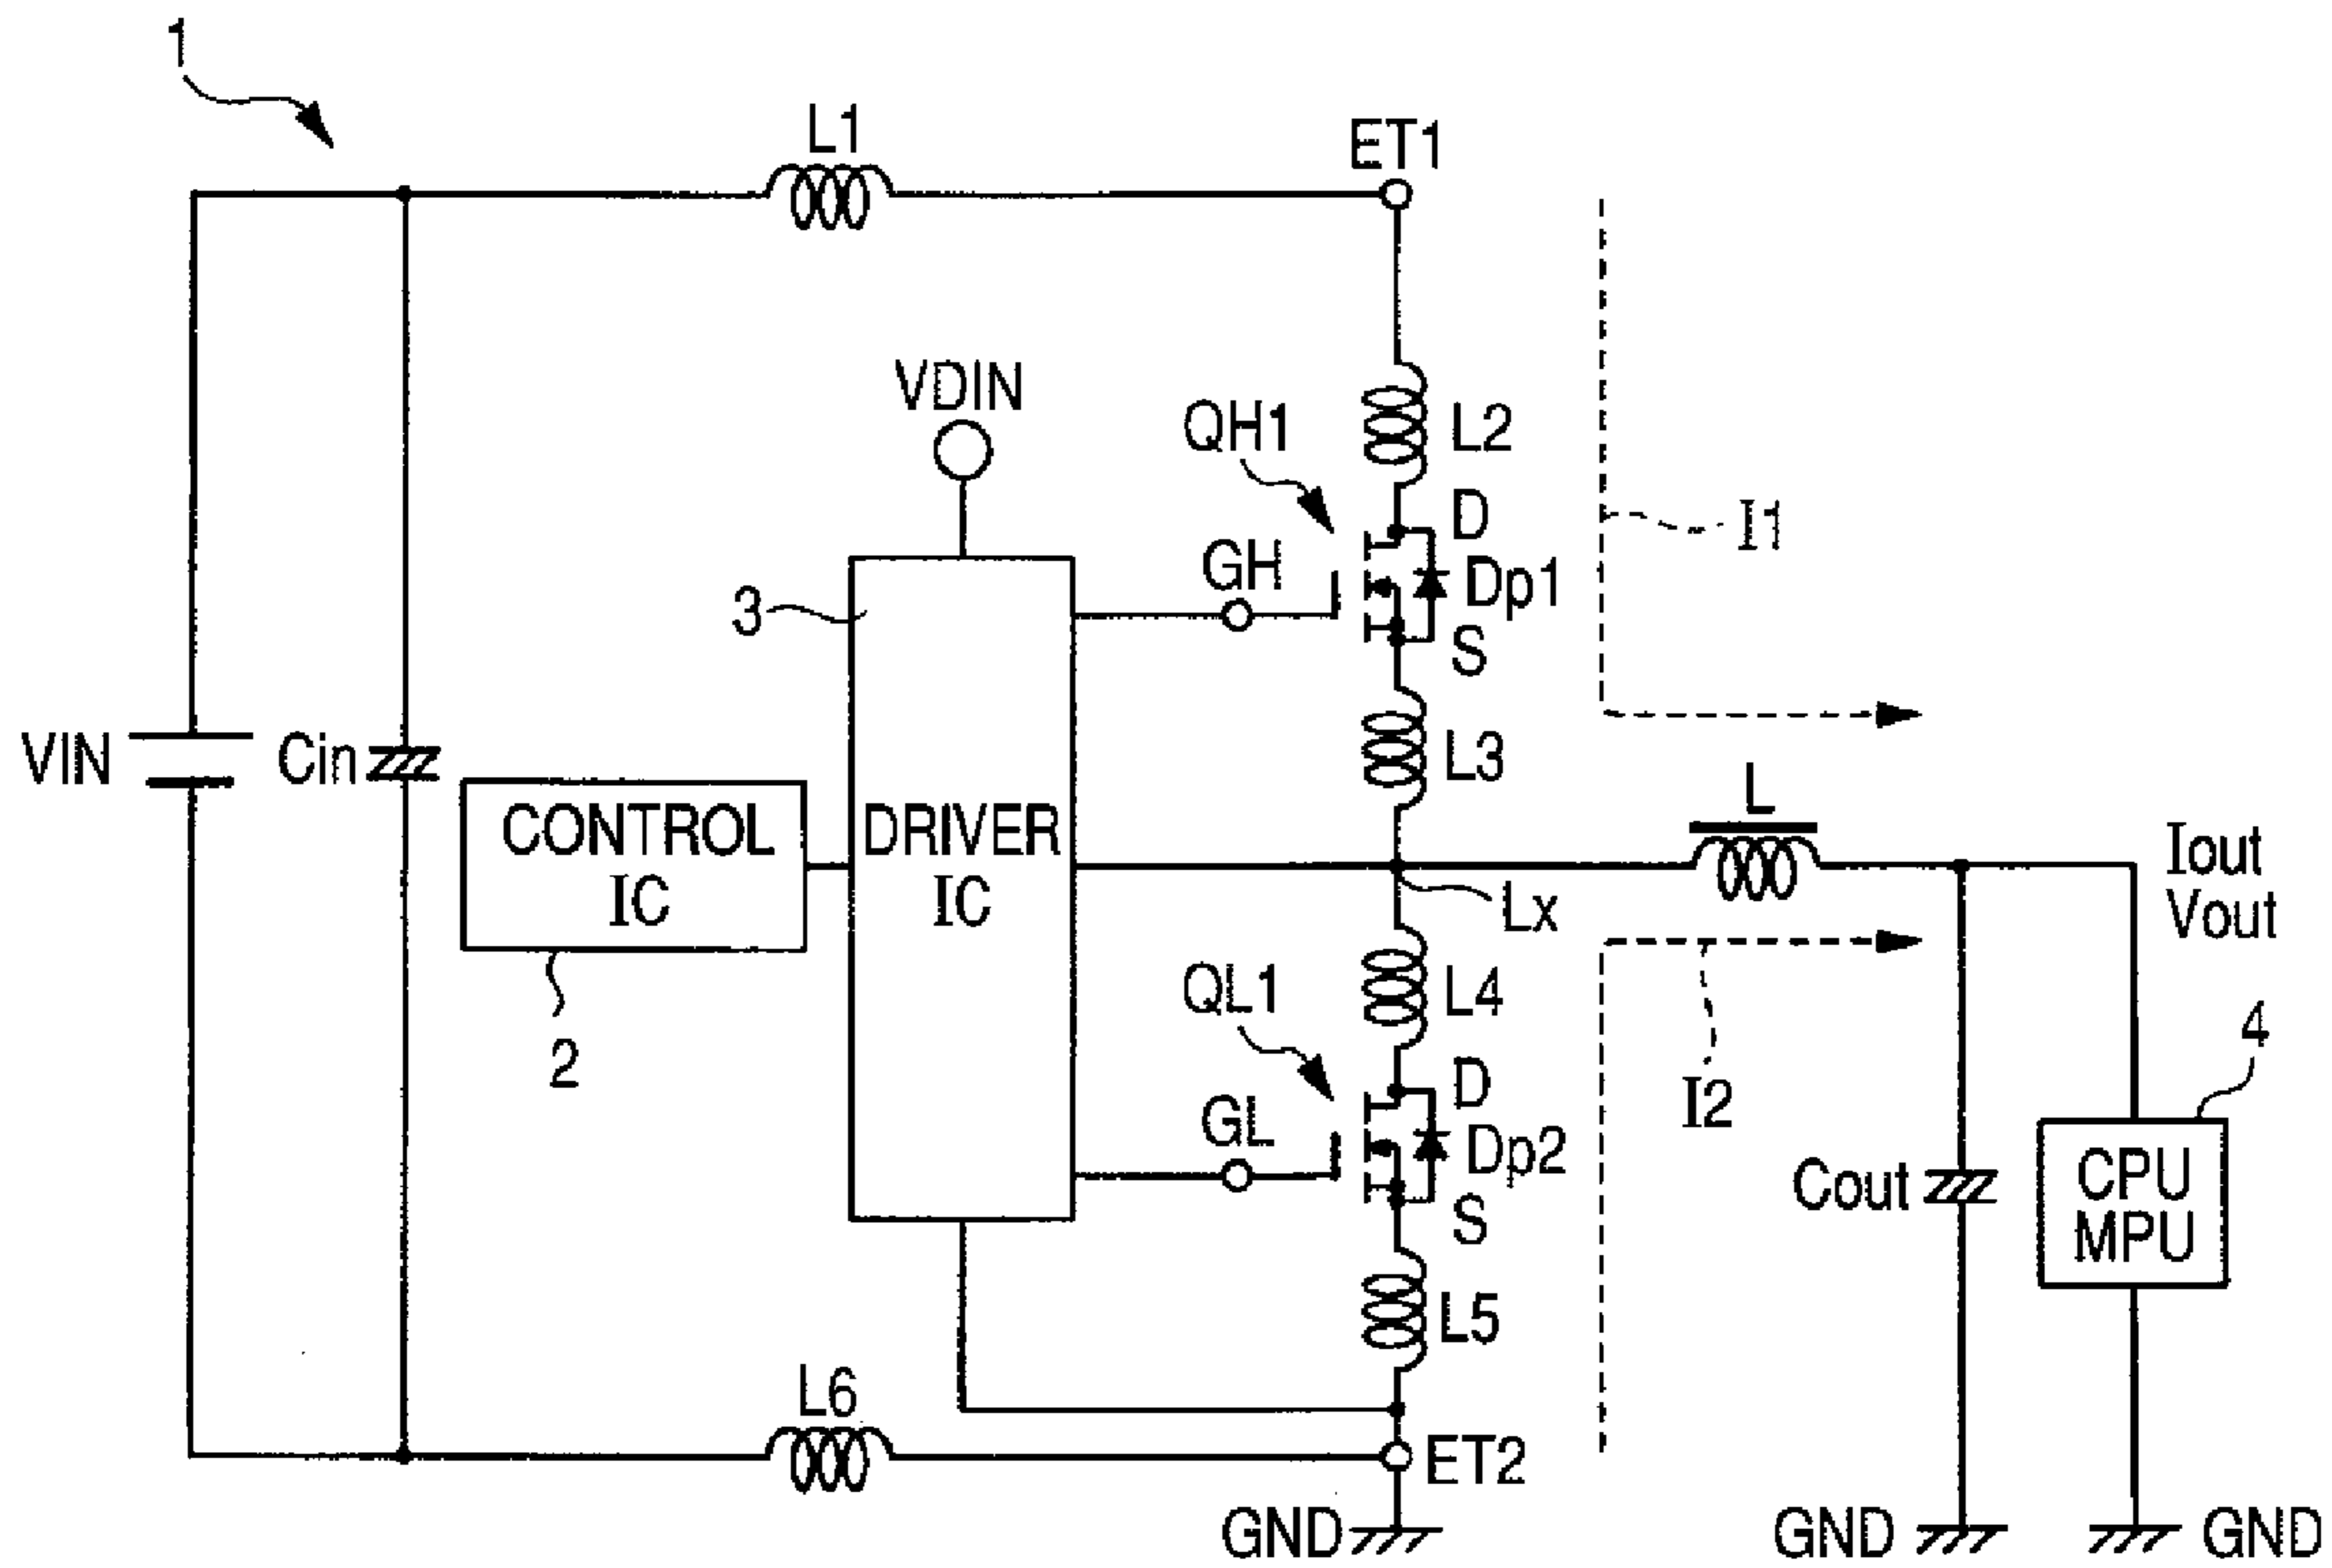 1
L1
ET1
VDIN
QH1
L2
D
I1
GH
Dp1
3
S
VIN
Cin
L3
L
CONTROL
IC
DRIVER
IC
Iout
Vout
Lx
QL1
L4
2
4
D
I2
GL
Dp2
Cout
CPU
MPU
S
L5
L6
ET2
GND
GND
GND